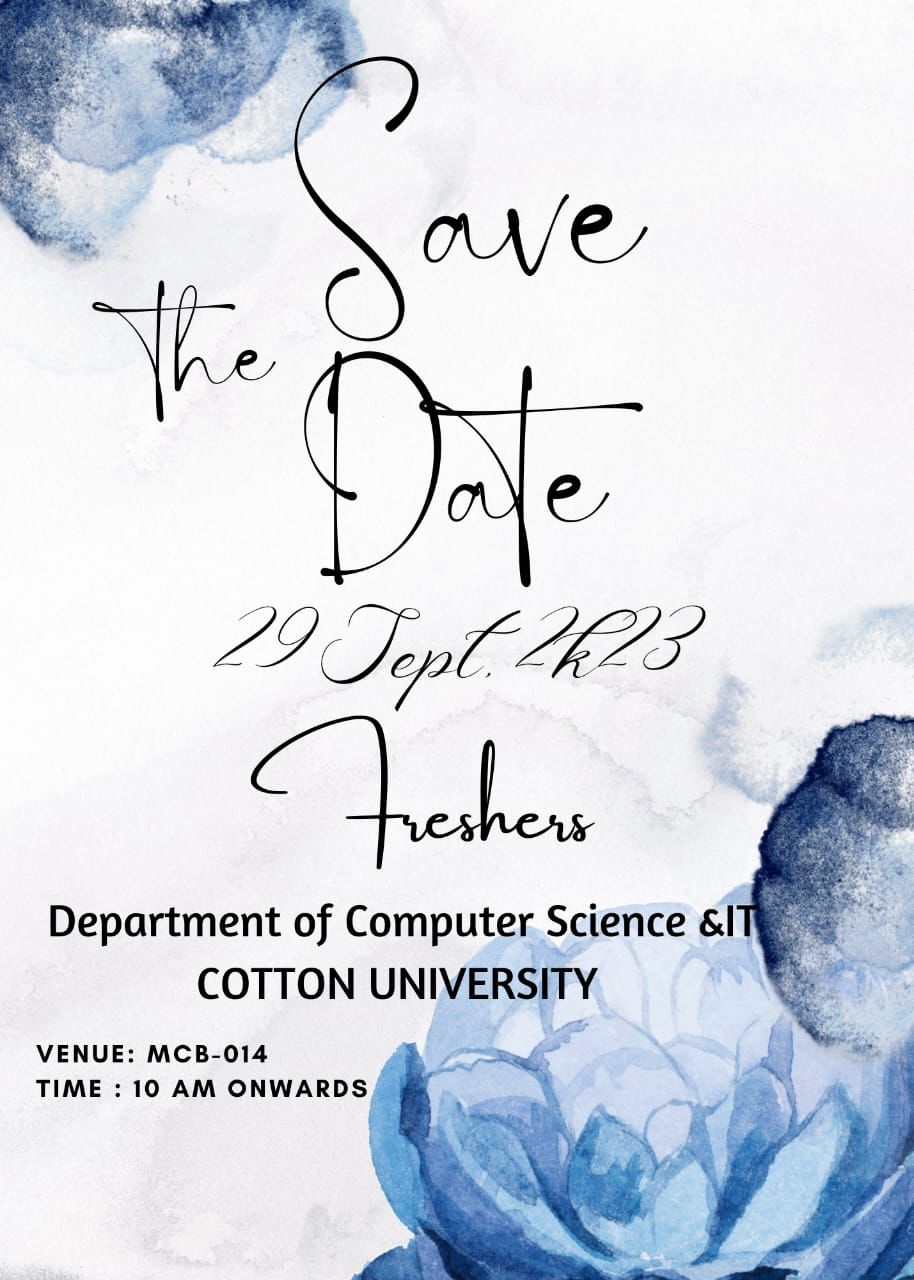 Save
The
Date
29 Sept, 2k23
Freshers
Department of Computer Science &IT
COTTON UNIVERSITY
VENUE: MCB-014
TIME : 10 AM ONWARDS